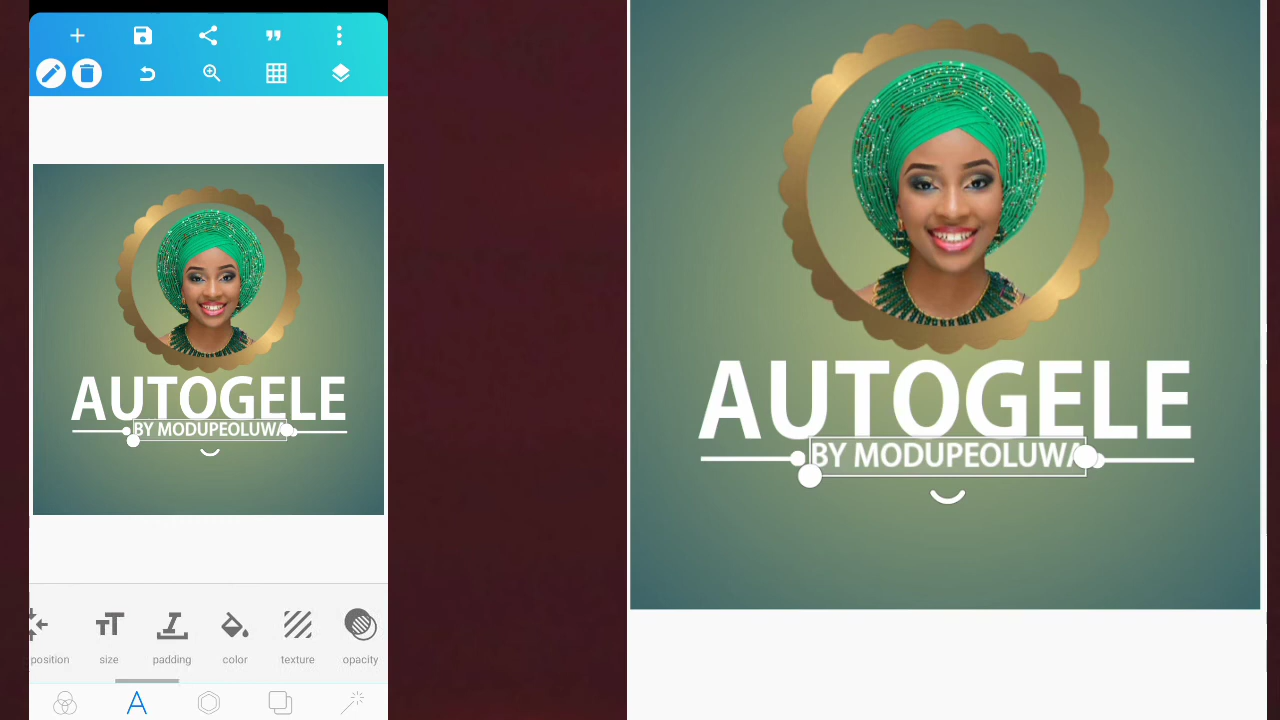 AUTOGELE
BY MODUPEOLUWA
position
size
padding
color
texture
opacity
AUTOGELE
BY MODUPEOLUWA